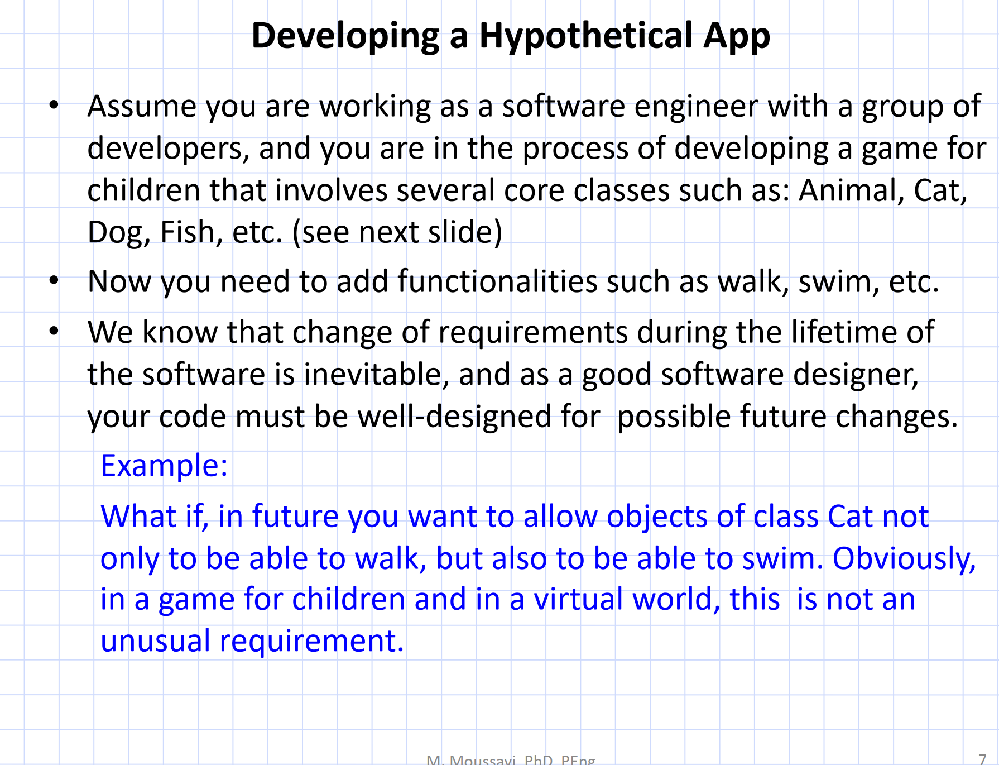 Developing a Hypothetical App
• Assume you are working as a software engineer with a group of
developers, and you are in the process of developing a game for
children that involves several core classes such as: Animal, Cat,
Dog, Fish, etc. (see next slide)
• Now you need to add functionalities such as walk, swim, etc.
• We know that change of requirements during the lifetime of
the software is inevitable, and as a good software designer,
your code must be well-designed for  possible future changes.
Example:
What if, in future you want to allow objects of class Cat not
only to be able to walk, but also to be able to swim. Obviously,
in a game for children and in a virtual world, this  is not an
unusual requirement.
M. Moussavi, PhD, PEng
7